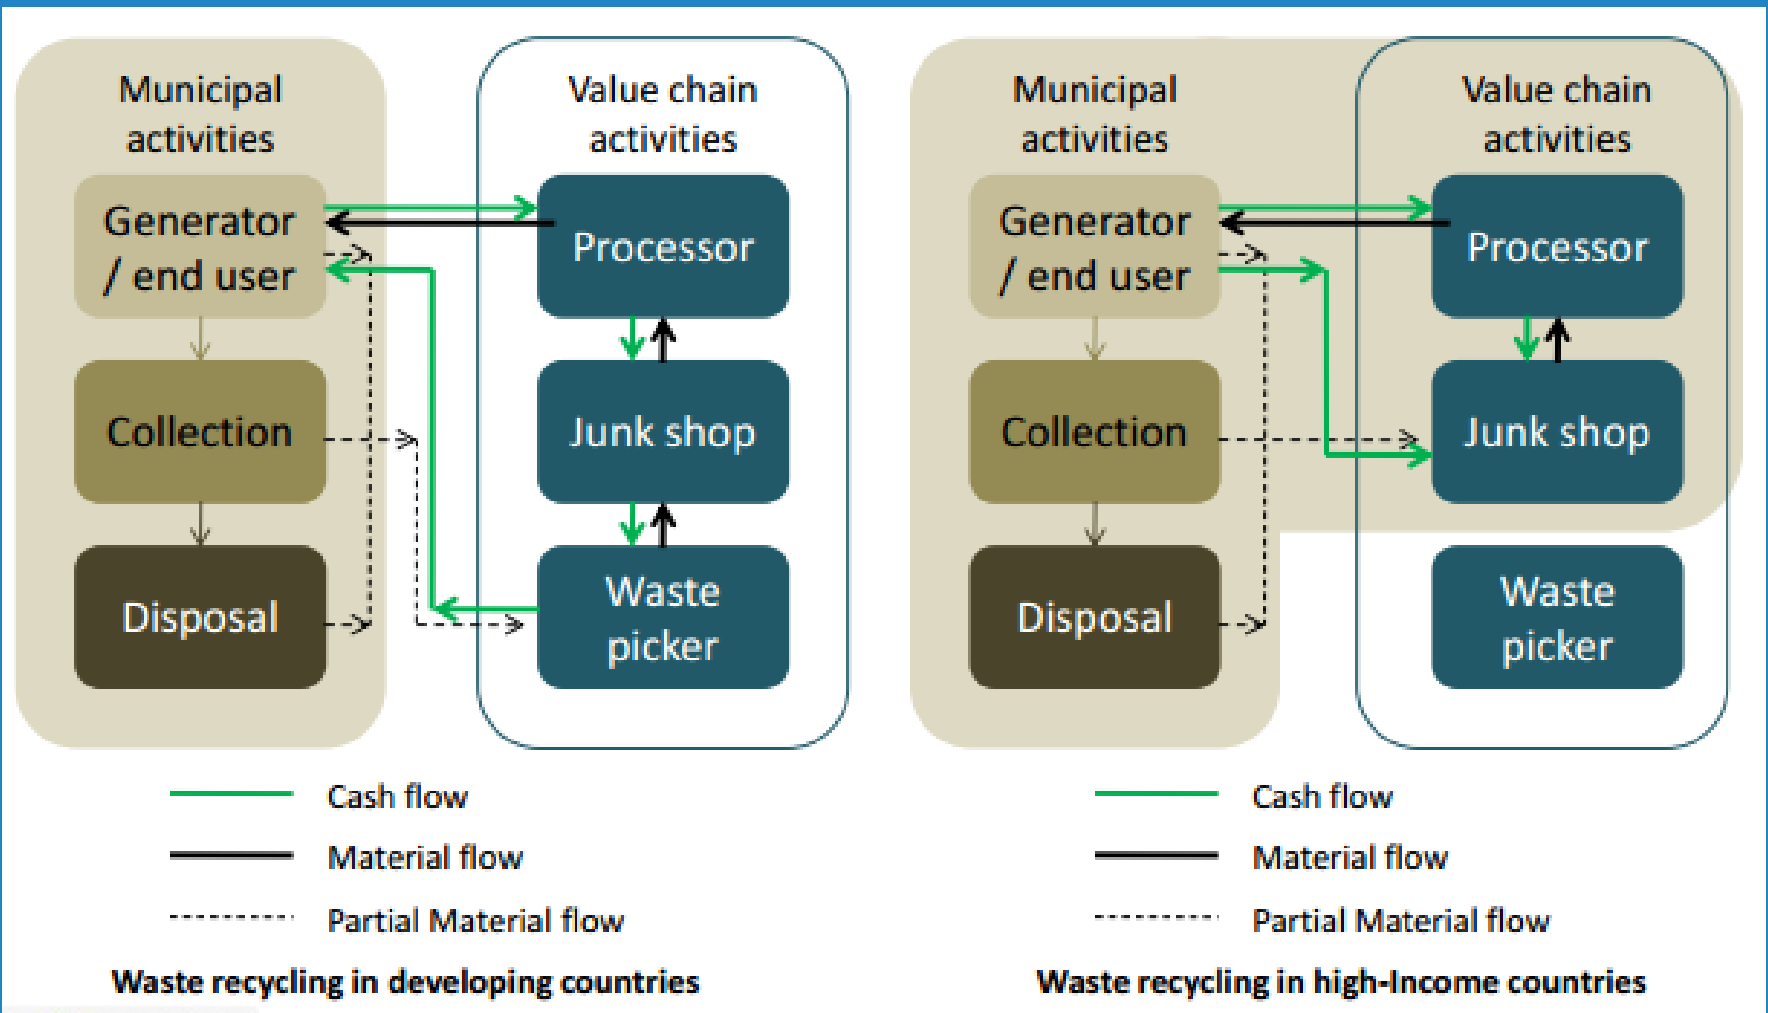 Municipal
activities
Generator
/ end user
Collection
Disposal
Value chain
activities
Processor
Junk shop
Waste
picker
Cash flow
Material flow
Partial Material flow
Waste recycling in developing countries
Municipal
activities
Generator
/ end user
Collection
Disposal
Value chain
activities
Processor
Junk shop
Waste
picker
Cash flow
Material flow
Partial Material flow
Waste recycling in high-Income countries